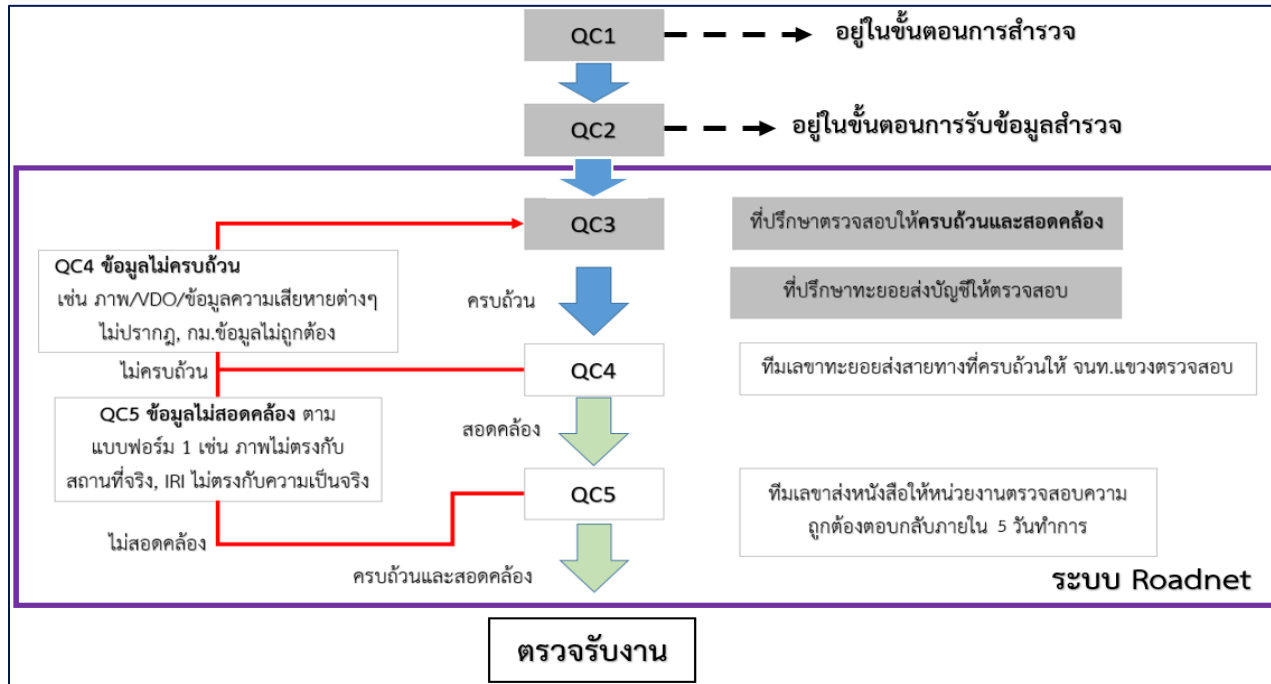 QC1
อยู่ในขั้นตอนการสำรวจ
QC2
อยู่ในขั้นตอนการรับข้อมูลสำรวจ
QC3
ที่ปรึกษาตรวจสอบให้ครบถ้วนและสอดคล้อง
QC4 ข้อมูลไม่ครบถ้วน
เช่น ภาพ/VDO/ข้อมูลความเสียหายต่างๆ
ไม่ปรากฎ, กม.ข้อมูลไม่ถูกต้อง
ครบถ้วน
ที่ปรึกษาทะยอยส่งบัญชีให้ตรวจสอบ
ไม่ครบถ้วน
QC4
ทีมเลขาทะยอยส่งสายทางที่ครบถ้วนให้ จนท.แขวงตรวจสอบ
QC5 ข้อมูลไม่สอดคล้อง ตาม
แบบฟอร์ม 1 เช่น ภาพไม่ตรงกับ
สถานที่จริง, IRI ไม่ตรงกับความเป็นจริง
สอดคล้อง
QC5
ทีมเลขาส่งหนังสือให้หน่วยงานตรวจสอบความ
ถูกต้องตอบกลับภายใน 5 วันทำการ
ไม่สอดคล้อง
ครบถ้วนและสอดคล้อง
ระบบ Roadnet
ตรวจรับงาน